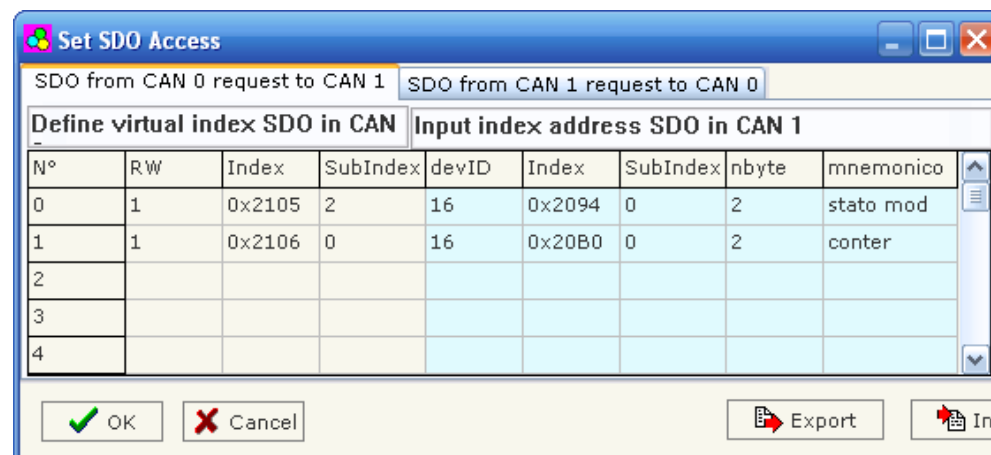 Set SDO Access
SDO from CAN 0 request to CAN 1 SDO from CAN 1 request to CAN 0
Define virtual index SDO in CAN Input index address SDO in CAN 1
N° RW Index SubIndex devID Index SubIndex nbyte mnemonico
0 1 0x2105 2 16 0x2094 0 2 stato mod
1 1 0x2106 0 16 0x20B0 0 2 conter
2
3
4
OK Cancel Export